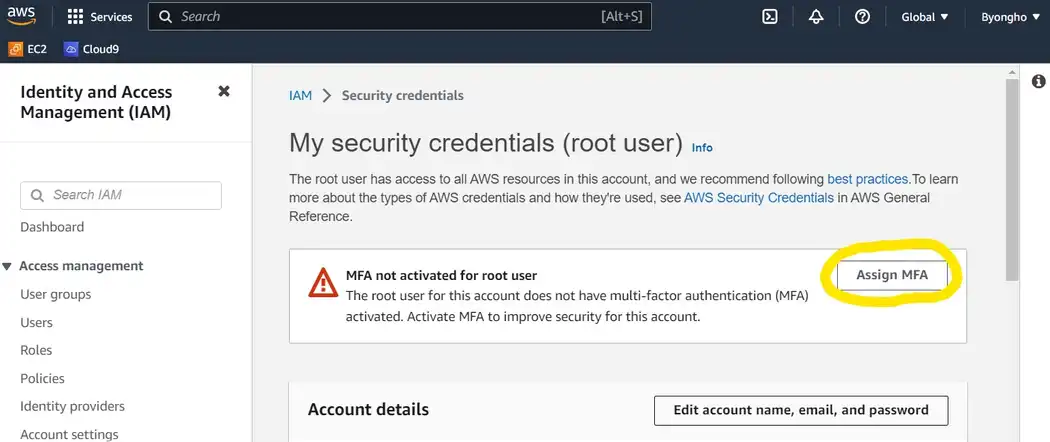 aws
Services
Search
[Alt+S]
Global
Byongho
EC2
Cloud9
Identity and Access
Management (IAM)
Search IAM
Dashboard
Access management
User groups
Users
Roles
Policies
Identity providers
Account settings
IAM
Security credentials
My security credentials (root user) Info
The root user has access to all AWS resources in this account, and we recommend following best practices.To learn
more about the types of AWS credentials and how they're used, see AWS Security Credentials in AWS General
Reference.
MFA not activated for root user
The root user for this account does not have multi-factor authentication (MFA)
activated. Activate MFA to improve security for this account.
Assign MFA
Account details
Edit account name, email, and password